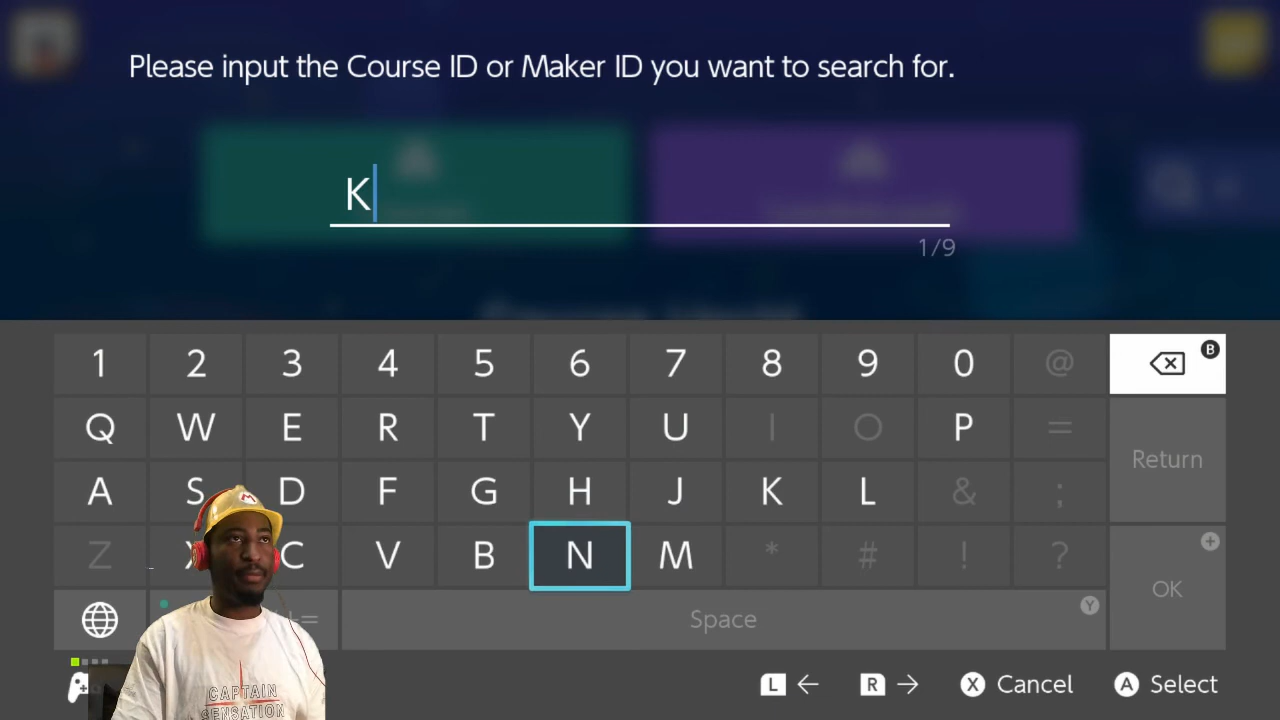 Please input the Course ID or Maker ID you want to search for.
K
1/9
1 2 3 4 5 6 7 8 9 0 @ B
Q W E R T Y U I O P =
Return
A S D F G H J K L & ;
Z X C V B N M * # ! ? +
OK
= Space Y
L ← R → X Cancel A Select
M
CAPTAIN
SENSATION